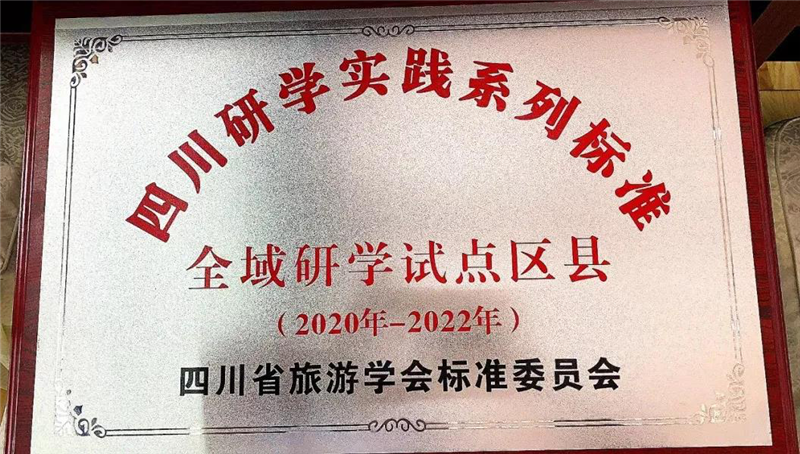 四川研学实践系列标准
全域研学试点区县
（2020年-2022年）
四川省旅游学会标准委员会